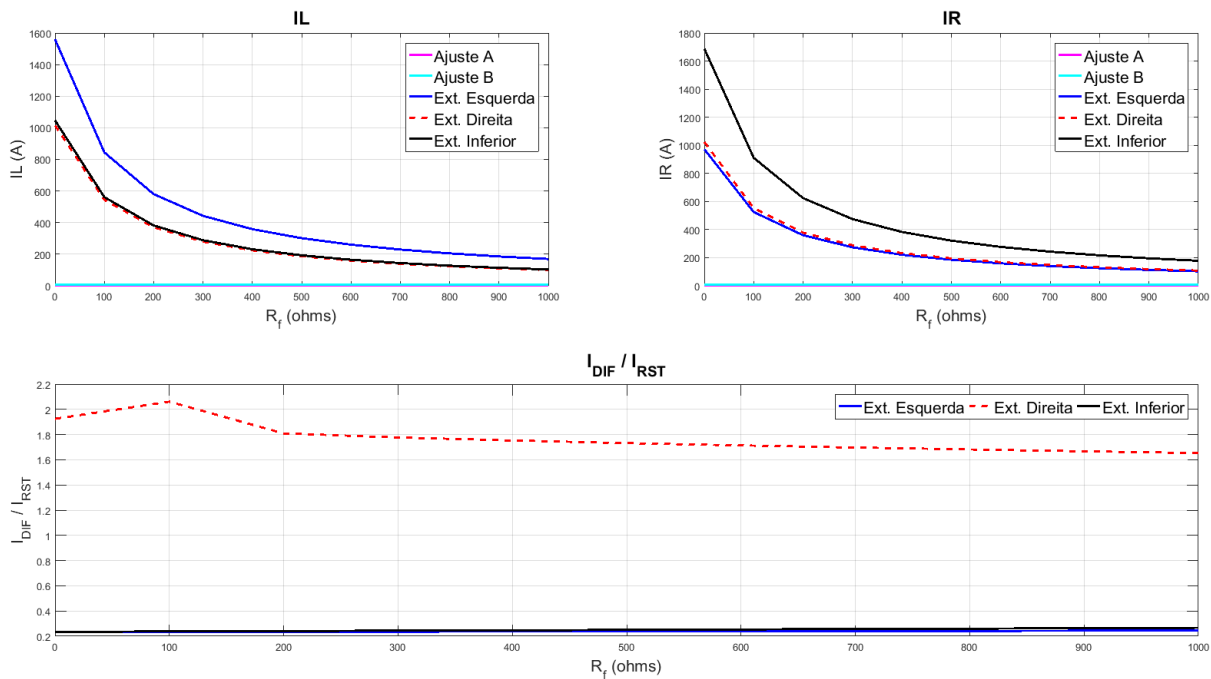 IL
IL (A)
1600
1400
1200
1000
800
600
400
200
0
0 100 200 300 400 500 600 700 800 900 1000
R_f (ohms)
Ajuste A
Ajuste B
Ext. Esquerda
Ext. Direita
Ext. Inferior
IR
IR (A)
1800
1600
1400
1200
1000
800
600
400
200
0
0 100 200 300 400 500 600 700 800 900 1000
R_f (ohms)
Ajuste A
Ajuste B
Ext. Esquerda
Ext. Direita
Ext. Inferior
I_DIF / I_RST
I_DIF / I_RST
2.2
2
1.8
1.6
1.4
1.2
1
0.8
0.6
0.4
0.2
0 100 200 300 400 500 600 700 800 900 1000
R_f (ohms)
Ext. Esquerda Ext. Direita Ext. Inferior